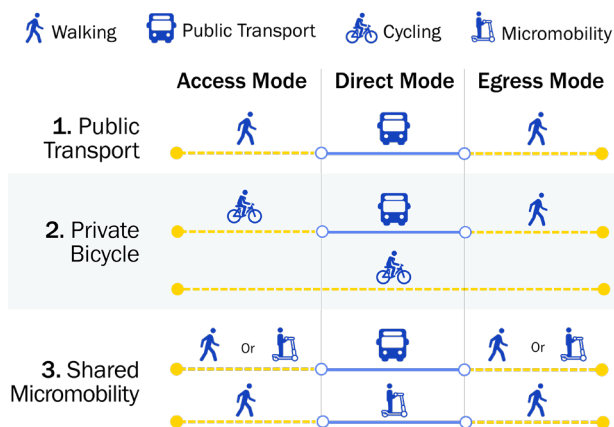 Walking Public Transport Cycling Micromobility
Access Mode Direct Mode Egress Mode
1. Public
Transport
2. Private
Bicycle
Or Or
3. Shared
Micromobility